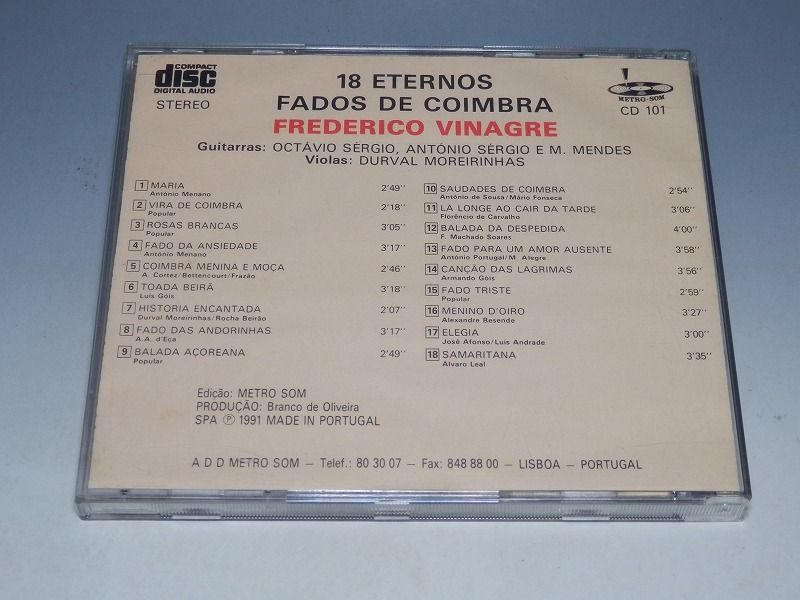 COMPACT
disc
DIGITAL AUDIO
STEREO
18 ETERNOS
FADOS DE COIMBRA
FREDERICO VINAGRE
METRO-SOM
CD 101
Guitarras: OCTÁVIO SÉRGIO, ANTÓNIO SÉRGIO E M. MENDES
Violas: DURVAL MOREIRINHAS
1 MARIA 2'49''
António Menano
2 VIRA DE COIMBRA 2'18''
Popular
3 ROSAS BRANCAS 3'05''
Popular
4 FADO DA ANSIEDADE 3'17''
António Menano
5 COIMBRA MENINA E MOÇA 2'46''
A. Cortez/Bettencourt/Frazão
6 TOADA BEIRÃ 3'18''
Luís Góis
7 HISTORIA ENCANTADA 2'07''
Durval Moreirinhas/Rocha Beirão
8 FADO DAS ANDORINHAS 3'17''
A.A. d'Eça
9 BALADA AÇOREANA 2'49''
Popular
10 SAUDADES DE COIMBRA 2'54''
António de Sousa/Mário Fonseca
11 LA LONGE AO CAIR DA TARDE 3'06''
Florêncio de Carvalho
12 BALADA DA DESPEDIDA 4'00''
F. Machado Soares
13 FADO PARA UM AMOR AUSENTE 3'58''
António Portugal/M. Alegre
14 CANÇÃO DAS LAGRIMAS 3'56''
Armando Góis
15 FADO TRISTE 2'59''
Popular
16 MENINO D'OIRO 3'27''
Alexandre Resende
17 ELEGIA 3'00''
José Afonso/Luís Andrade
18 SAMARITANA 3'35''
Álvaro Leal
Edição: METRO SOM
PRODUÇÃO: Branco de Oliveira
SPA ℗ 1991 MADE IN PORTUGAL
A D D METRO SOM – Telef.: 80 30 07 – Fax: 848 88 00 – LISBOA – PORTUGAL